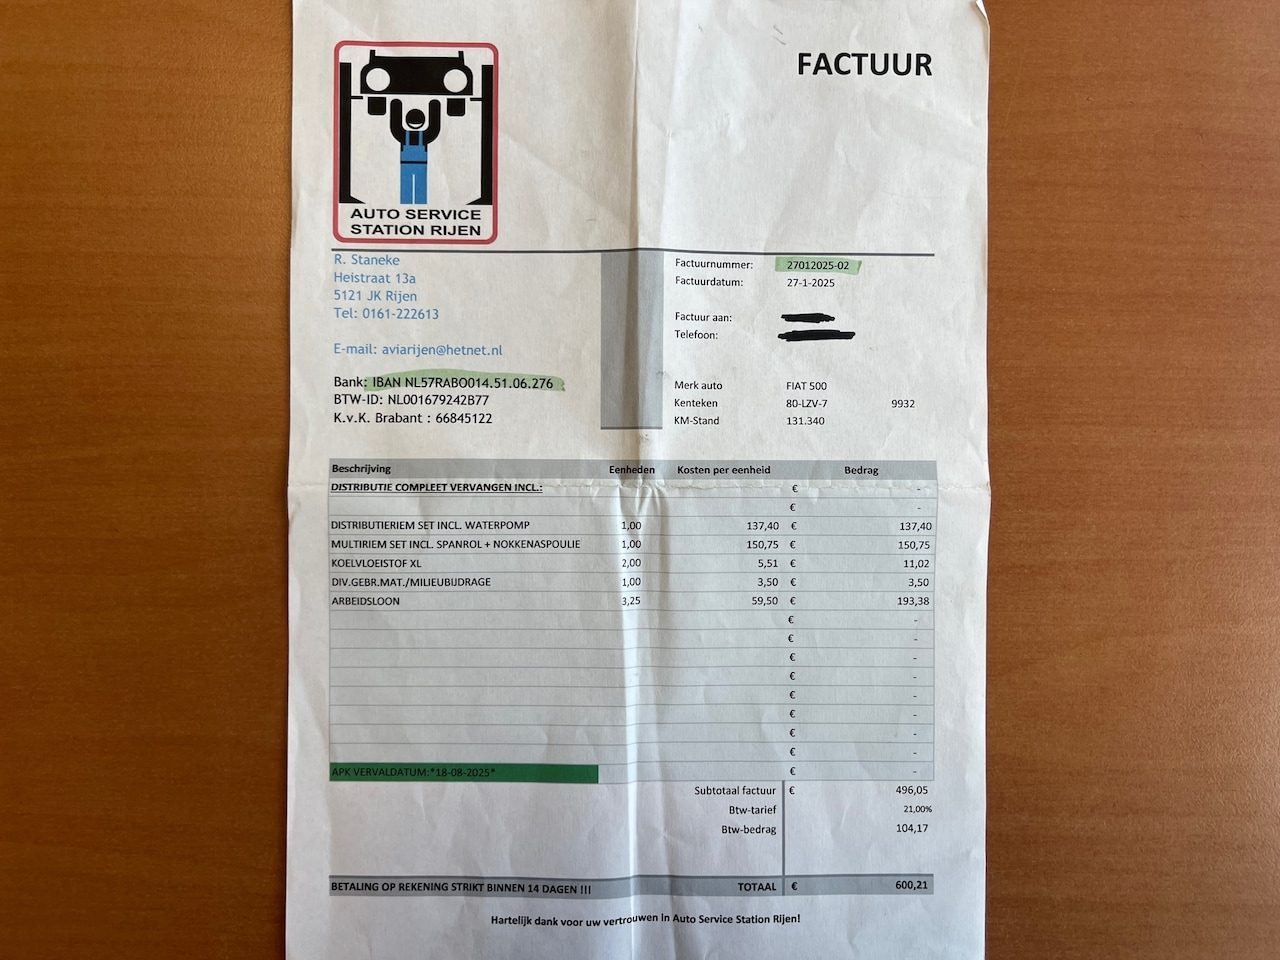 FACTUUR
AUTO SERVICE
STATION RIJEN
R. Staneke
Heistraat 13a
5121 JK Rijen
Tel: 0161-222613
E-mail: aviarijen@hetnet.nl
Bank: IBAN NL57RABO014.51.06.276
BTW-ID: NL001679242B77
K.v.K. Brabant : 66845122
Factuurnummer: 27012025-02
Factuurdatum: 27-1-2025
Factuur aan:
Telefoon:
Merk auto FIAT 500
Kenteken 80-LZV-7 9932
KM-Stand 131.340
Beschrijving Eenheden Kosten per eenheid Bedrag
DISTRIBUTIE COMPLEET VERVANGEN INCL.: € -
€ -
DISTRIBUTIERIEM SET INCL. WATERPOMP 1,00 137,40 € 137,40
MULTIRIEM SET INCL. SPANROL + NOKKENASPOULIE 1,00 150,75 € 150,75
KOELVLOEISTOF XL 2,00 5,51 € 11,02
DIV.GEBR.MAT./MILIEUBIJDRAGE 1,00 3,50 € 3,50
ARBEIDSLOON 3,25 59,50 € 193,38
€ -
€ -
€ -
€ -
€ -
€ -
€ -
€ -
APK VERVALDATUM:*18-08-2025* € -
Subtotaal factuur € 496,05
Btw-tarief 21,00%
Btw-bedrag 104,17
BETALING OP REKENING STRIKT BINNEN 14 DAGEN !!! TOTAAL € 600,21
Hartelijk dank voor uw vertrouwen in Auto Service Station Rijen!